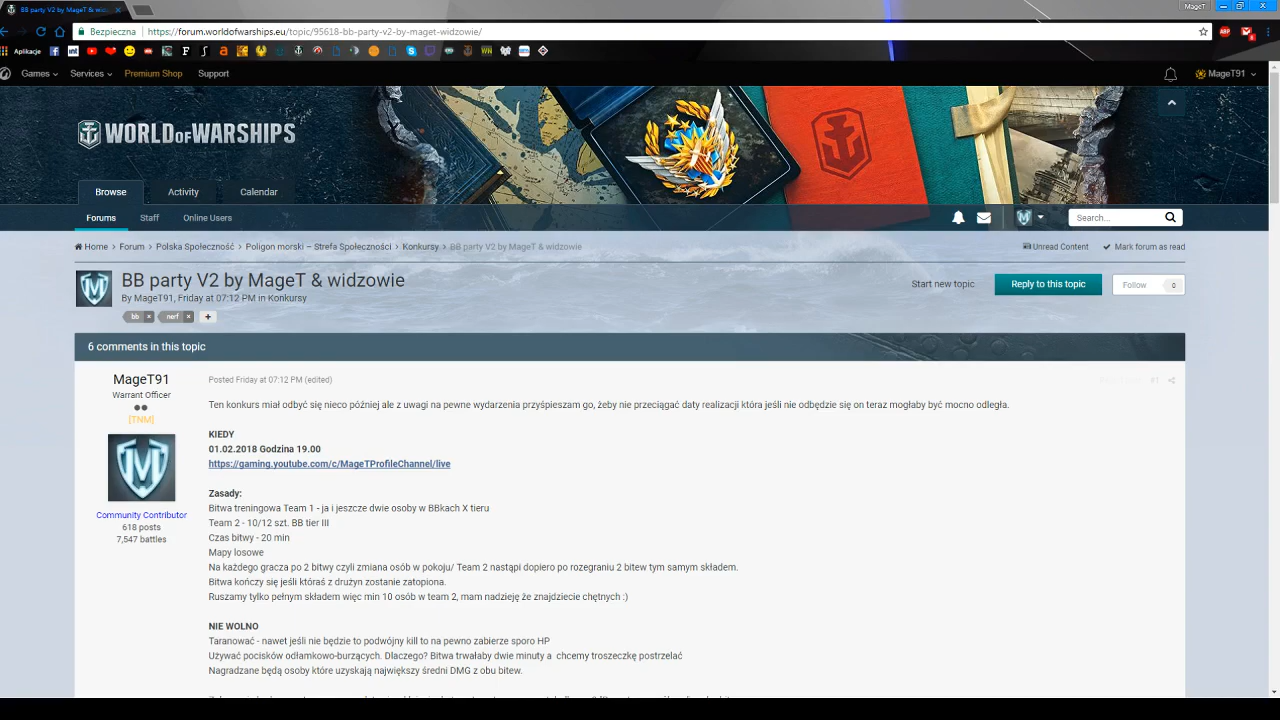 BB party V2 by MageT & wid
MageT
Bezpieczna
https://forum.worldofwarships.eu/topic/95618-bb-party-v2-by-maget-widzowie/
Aplikacje
Games
Services
Premium Shop
Support
MageT91
WORLD OF WARSHIPS
Browse
Activity
Calendar
Forums
Staff
Online Users
Search...
Home
Forum
Polska Społeczność
Poligon morski – Strefa Społeczności
Konkursy
BB party V2 by MageT & widzowie
Unread Content
Mark forum as read
BB party V2 by MageT & widzowie
By MageT91, Friday at 07:12 PM in Konkursy
Start new topic
Reply to this topic
Follow
0
bb
nerf
6 comments in this topic
MageT91
Warrant Officer
[TNM]
Community Contributor
618 posts
7,547 battles
Posted Friday at 07:12 PM (edited)
#1
Ten konkurs miał odbyć się nieco później ale z uwagi na pewne wydarzenia przyśpieszam go, żeby nie przeciągać daty realizacji która jeśli nie odbędzie się on teraz mogłaby być mocno odległa.
KIEDY
01.02.2018 Godzina 19.00
https://gaming.youtube.com/c/MageTProfileChannel/live
Zasady:
Bitwa treningowa Team 1 - ja i jeszcze dwie osoby w BBkach X tieru
Team 2 - 10/12 szt. BB tier III
Czas bitwy - 20 min
Mapy losowe
Na każdego gracza po 2 bitwy czyli zmiana osób w pokoju/ Team 2 nastąpi dopiero po rozegraniu 2 bitew tym samym składem.
Bitwa kończy się jeśli któraś z drużyn zostanie zatopiona.
Ruszamy tylko pełnym składem więc min 10 osób w team 2, mam nadzieję że znajdziecie chętnych :)
NIE WOLNO
Taranować - nawet jeśli nie będzie to podwójny kill to na pewno zabierze sporo HP
Używać pocisków odłamkowo-burzących. Dlaczego? Bitwa trwałaby dwie minuty a  chcemy troszeczkę postrzelać
Nagradzane będą osoby które uzyskają największy średni DMG z obu bitew.